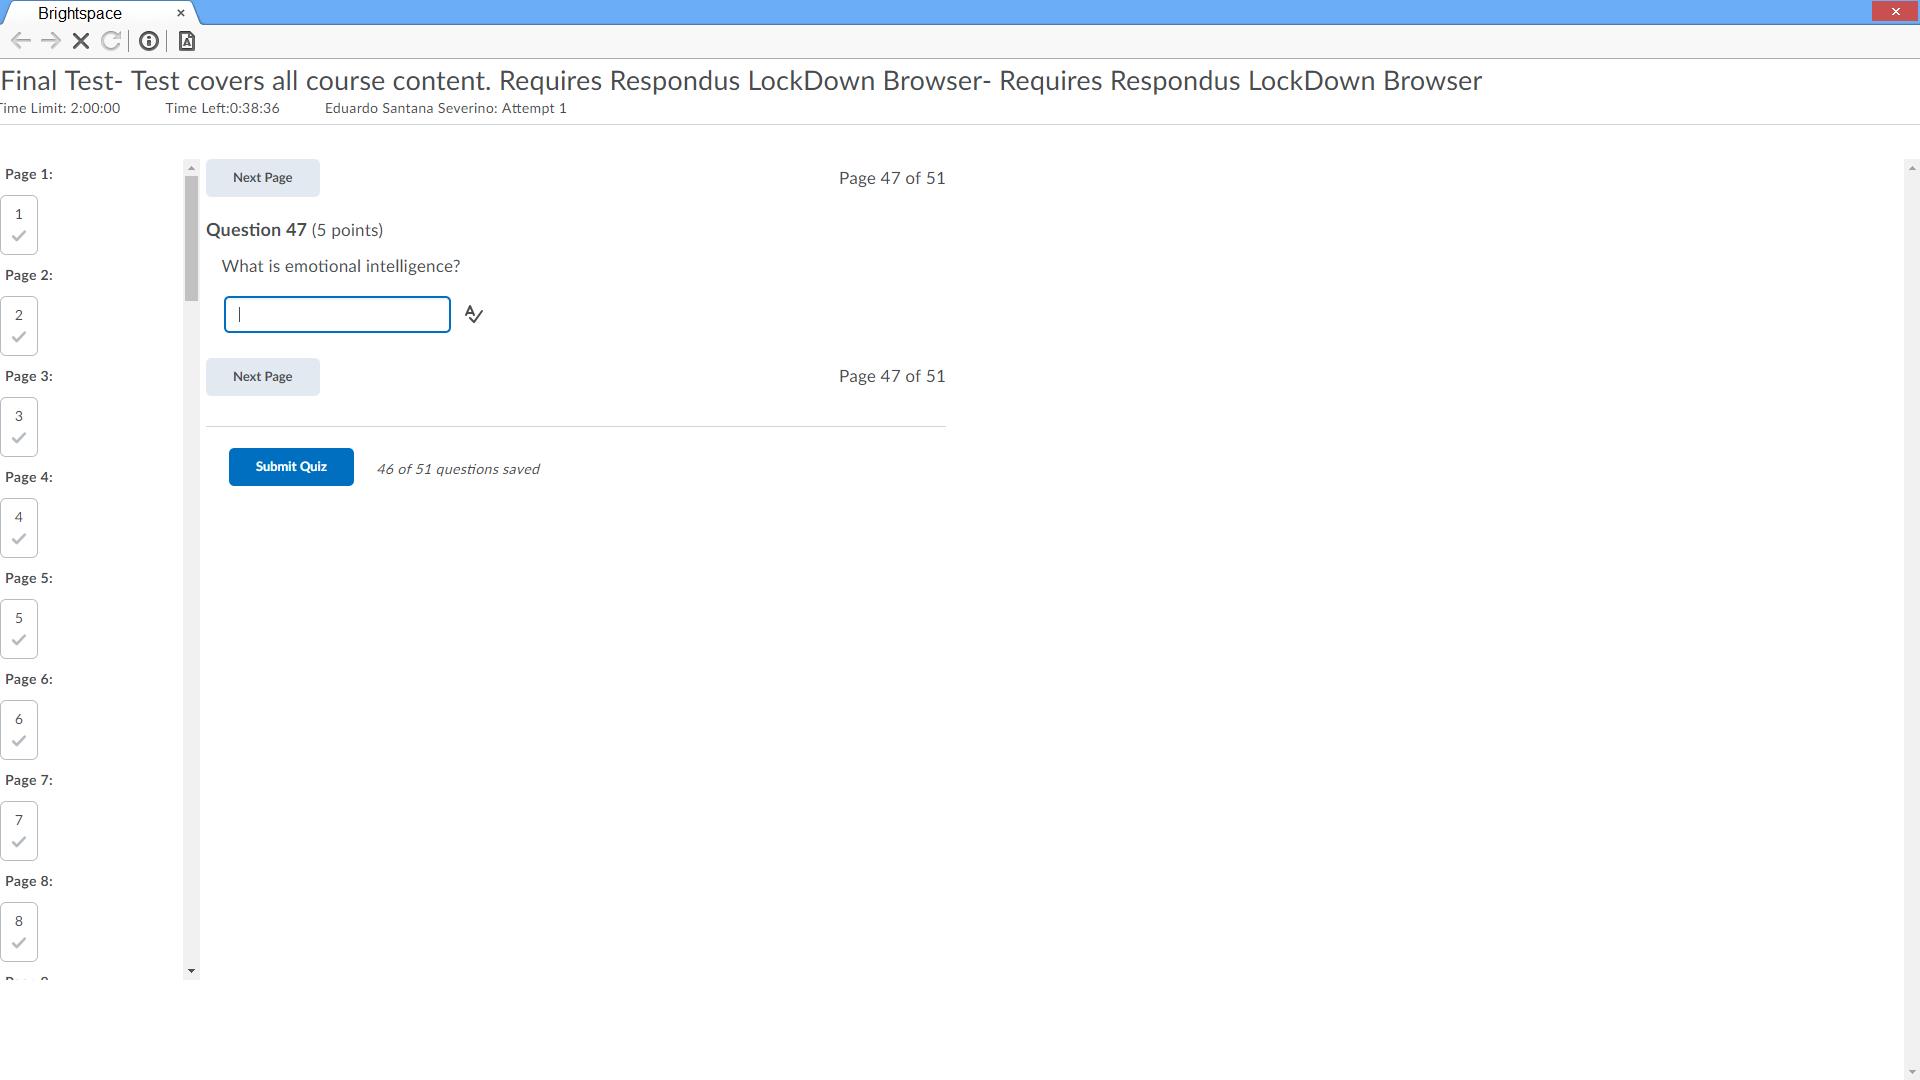 Brightspace
Final Test- Test covers all course content. Requires Respondus LockDown Browser- Requires Respondus LockDown Browser
Time Limit: 2:00:00 Time Left:0:38:36 Eduardo Santana Severino: Attempt 1
Page 1:
1
Page 2:
2
Page 3:
3
Page 4:
4
Page 5:
5
Page 6:
6
Page 7:
7
Page 8:
8
Next Page
Page 47 of 51
Question 47 (5 points)
What is emotional intelligence?
Next Page
Page 47 of 51
Submit Quiz
46 of 51 questions saved